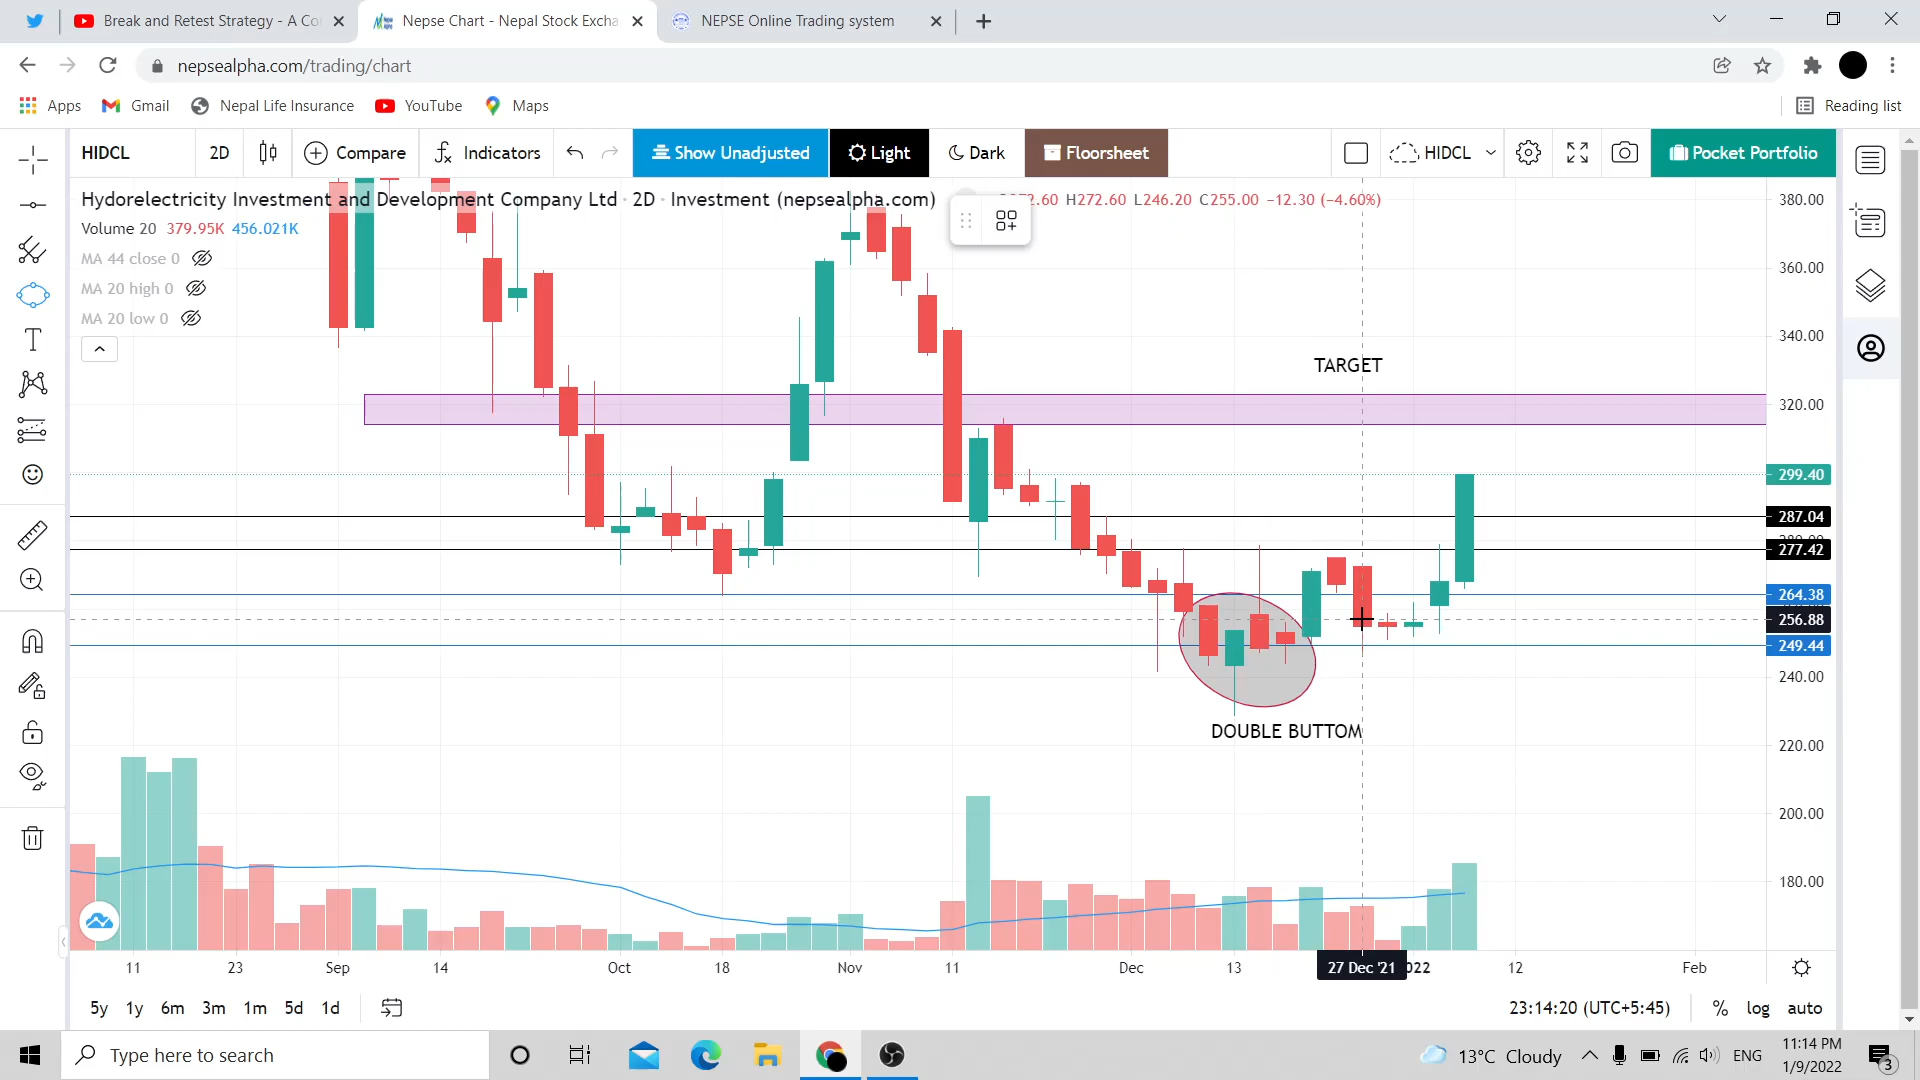 Break and Retest Strategy - A Co
Nepse Chart - Nepal Stock Excha
NEPSE Online Trading system
nepsealpha.com/trading/chart
Apps Gmail Nepal Life Insurance YouTube Maps Reading list
HIDCL 2D Compare Indicators Show Unadjusted Light Dark Floorsheet HIDCL Pocket Portfolio
Hydorelectricity Investment and Development Company Ltd · 2D · Investment (nepsealpha.com) 72.60 H272.60 L246.20 C255.00 −12.30 (−4.60%)
Volume 20 379.95K 456.021K
MA 44 close 0
MA 20 high 0
MA 20 low 0
380.00
360.00
340.00
TARGET
320.00
299.40
287.04
277.42
264.38
256.88
249.44
240.00
DOUBLE BUTTOM
220.00
200.00
180.00
11 23 Sep 14 Oct 18 Nov 11 Dec 13 27 Dec '21 022 12 Feb
5y 1y 6m 3m 1m 5d 1d 23:14:20 (UTC+5:45) % log auto
Type here to search 13°C Cloudy ENG 11:14 PM
1/9/2022 3